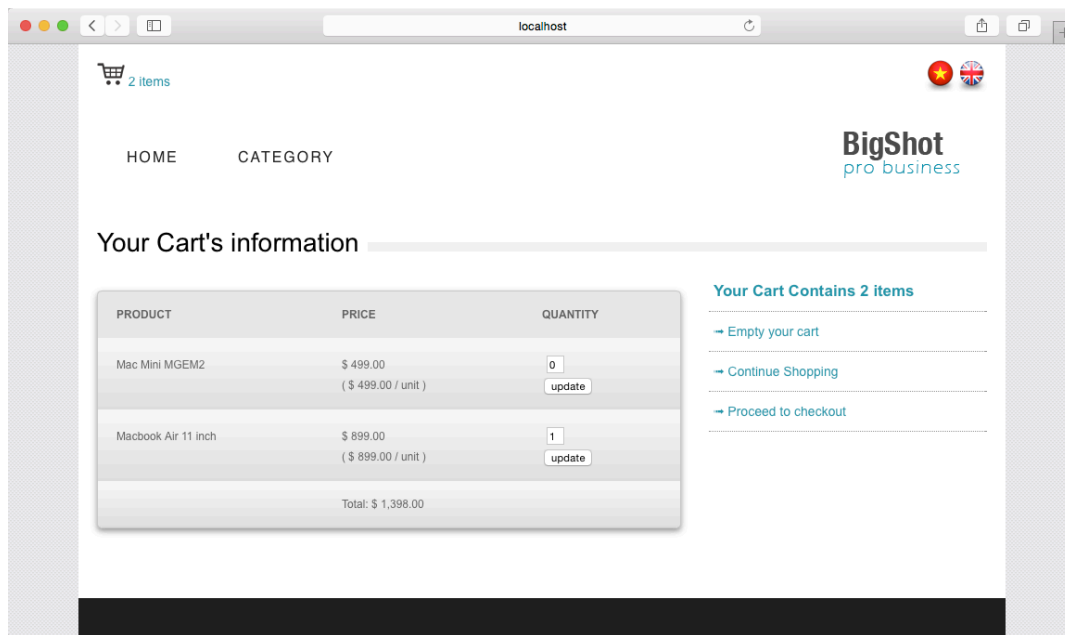 localhost
2 items
HOME CATEGORY
BigShot
pro business
Your Cart's information
PRODUCT PRICE QUANTITY
Mac Mini MGEM2 $ 499.00 0
( $ 499.00 / unit ) update
Macbook Air 11 inch $ 899.00 1
( $ 899.00 / unit ) update
Total: $ 1,398.00
Your Cart Contains 2 items
➟ Empty your cart
➟ Continue Shopping
➟ Proceed to checkout